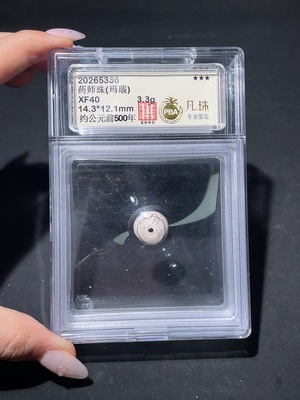 20265336
★★★
药师珠(玛瑙)
XF40 3.3g
14.3*12.1mm
约公元前500年
PBA
凡珠
专业鉴定